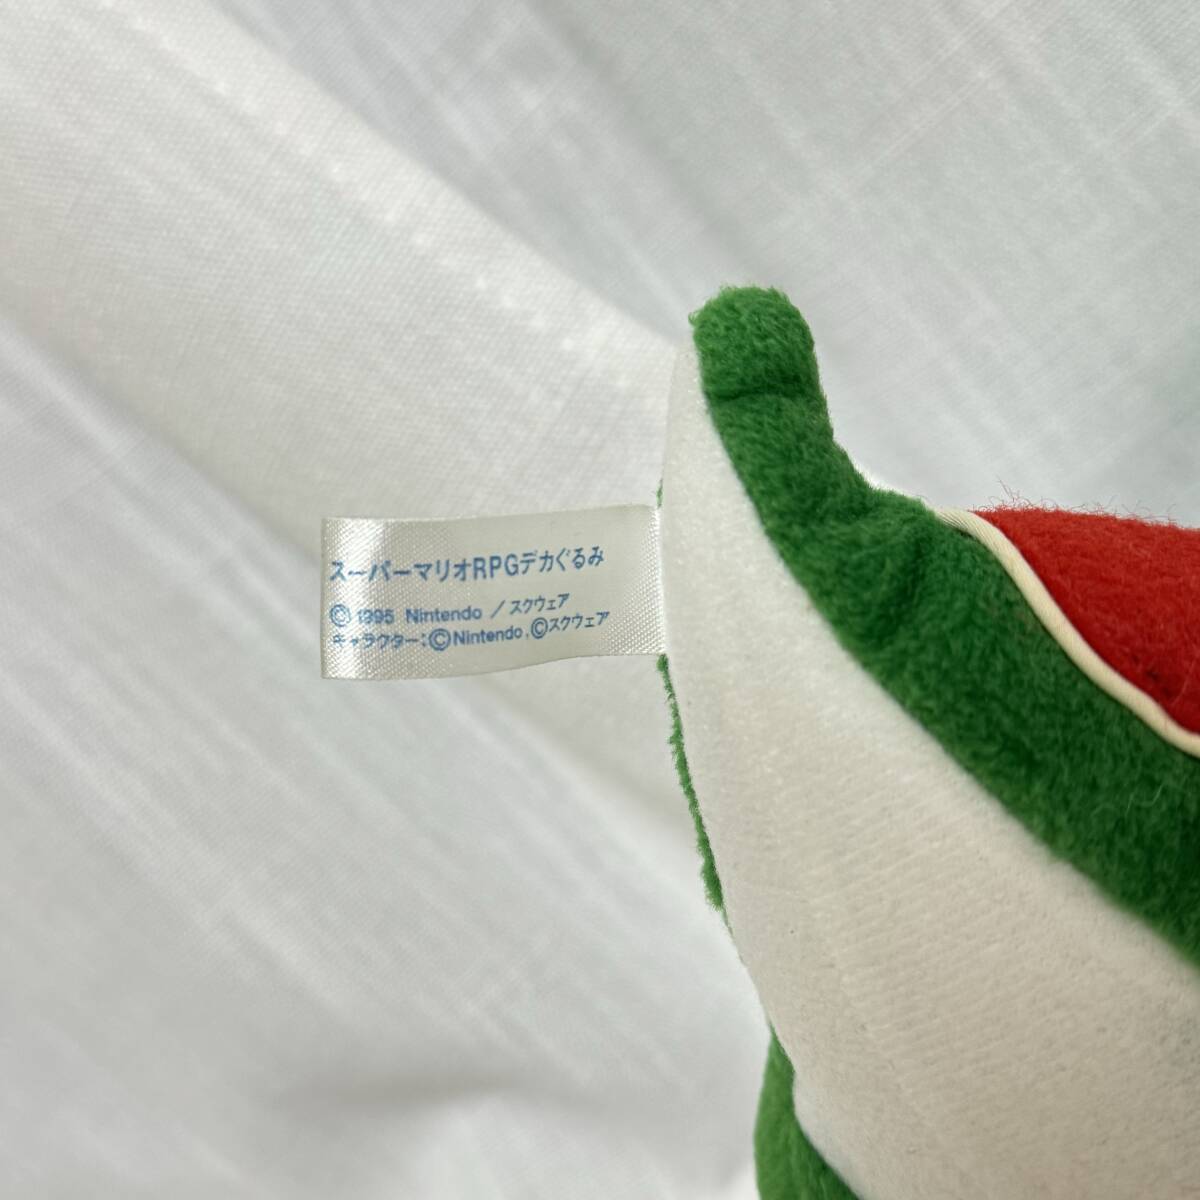 スーパーマリオRPGデカぐるみ
© 1995 Nintendo / スクウェア
キャラクター：©Nintendo, ©スクウェア